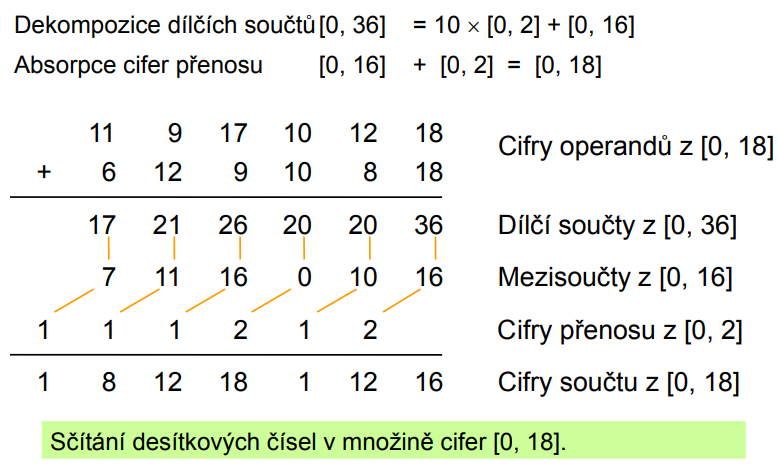 Dekompozice dílčích součtů [0, 36] = 10 × [0, 2] + [0, 16]
Absorpce cifer přenosu [0, 16] + [0, 2] = [0, 18]
11 9 17 10 12 18 Cifry operandů z [0, 18]
+ 6 12 9 10 8 18
17 21 26 20 20 36 Dílčí součty z [0, 36]
7 11 16 0 10 16 Mezisoučty z [0, 16]
1 1 1 2 1 2 Cifry přenosu z [0, 2]
1 8 12 18 1 12 16 Cifry součtu z [0, 18]
Sčítání desítkových čísel v množině cifer [0, 18].